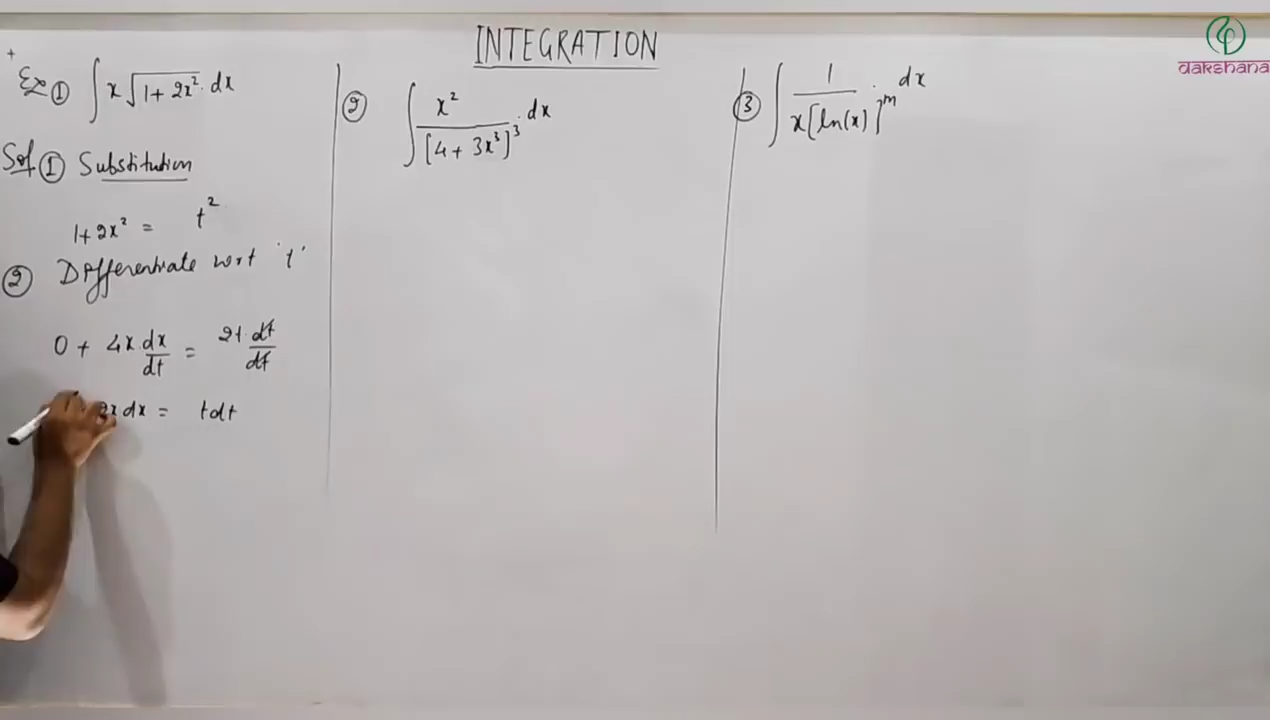 INTEGRATION
Dakshana
Ex ① ∫ x √(1 + 2x²) dx
Sol ① Substitution
1 + 2x² = t²
② Differentiate w.r.t 't'
0 + 4x dx/dt = 2t · dt/dt
2x dx = t dt
② ∫ x² / [4 + 3x³]³ · dx
③ ∫ 1 / x[ln(x)]ᵐ · dx